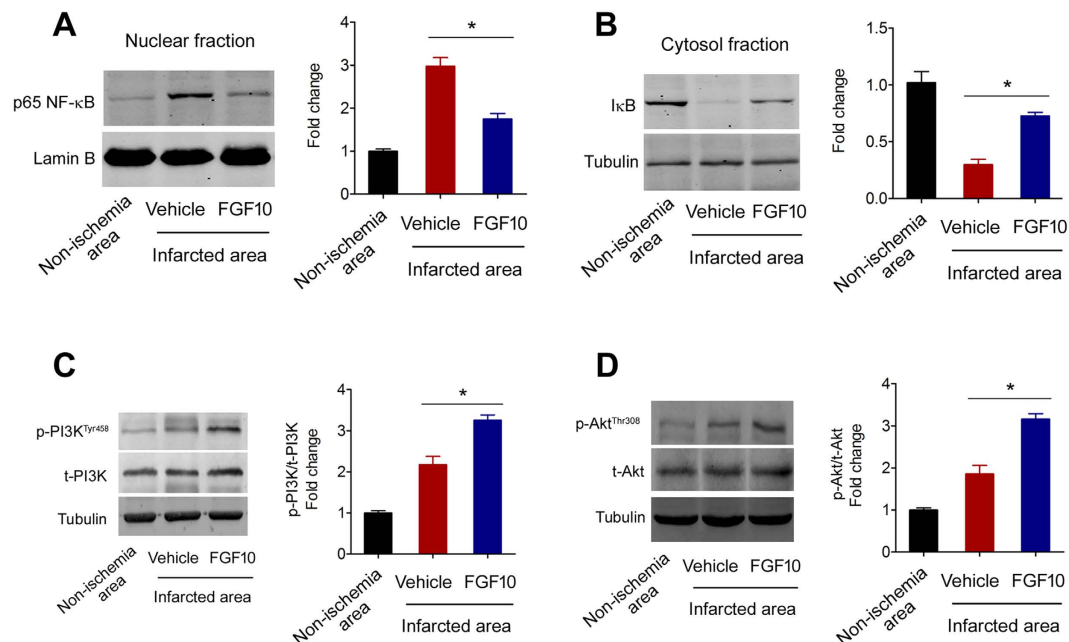 A
Nuclear fraction
p65 NF-κB
Lamin B
Non-ischemia
area
Vehicle FGF10
Infarcted area
Fold change
4
3
2
1
0
*
Non-ischemia
area
Vehicle FGF10
Infarcted area
B
Cytosol fraction
IκB
Tubulin
Non-ischemia
area
Vehicle FGF10
Infarcted area
Fold change
1.0
0.5
0.0
*
Non-ischemia
area
Vehicle FGF10
Infarcted area
C
p-PI3KTyr458
t-PI3K
Tubulin
Non-ischemia
area
Vehicle FGF10
Infarcted area
p-PI3K/t-PI3K
Fold change
4
3
2
1
0
*
Non-ischemia
area
Vehicle FGF10
Infarcted area
D
p-AktThr308
t-Akt
Tubulin
Non-ischemia
area
Vehicle FGF10
Infarcted area
p-Akt/t-Akt
Fold change
4
3
2
1
0
*
Non-ischemia
area
Vehicle FGF10
Infarcted area